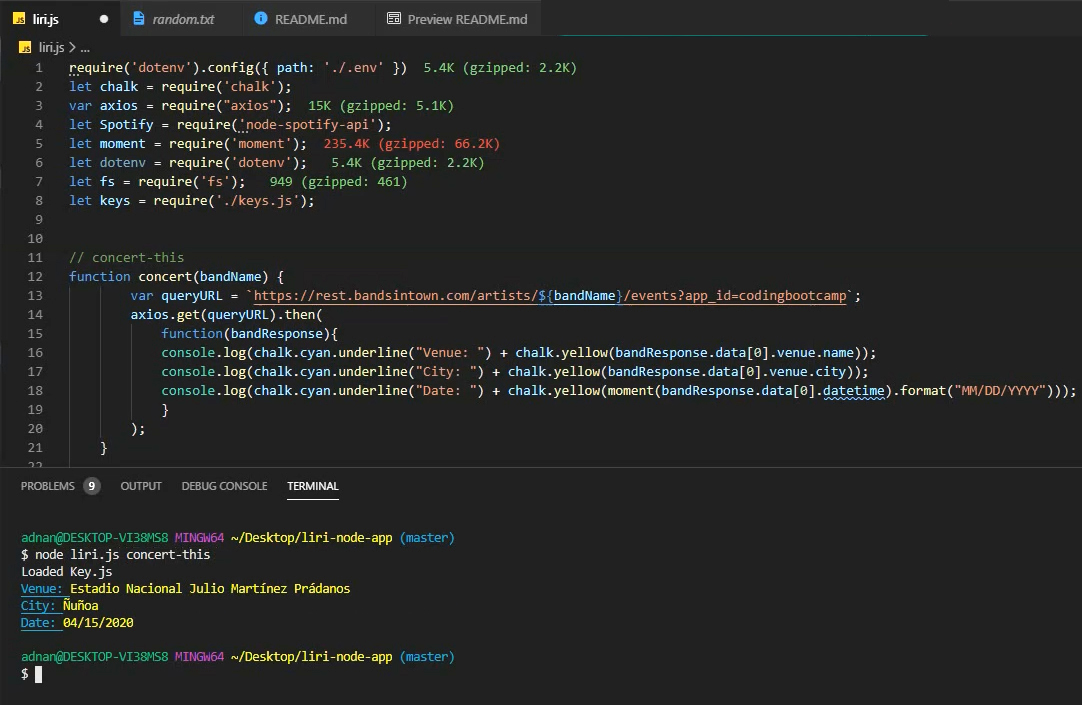 liri.js
random.txt
README.md
Preview README.md
JS liri.js > ...
1 require('dotenv').config({ path: './.env' }) 5.4K (gzipped: 2.2K)
2 let chalk = require('chalk');
3 var axios = require("axios"); 15K (gzipped: 5.1K)
4 let Spotify = require('node-spotify-api');
5 let moment = require('moment'); 235.4K (gzipped: 66.2K)
6 let dotenv = require('dotenv'); 5.4K (gzipped: 2.2K)
7 let fs = require('fs'); 949 (gzipped: 461)
8 let keys = require('./keys.js');
9
10
11 // concert-this
12 function concert(bandName) {
13 var queryURL = `https://rest.bandsintown.com/artists/${bandName}/events?app_id=codingbootcamp`;
14 axios.get(queryURL).then(
15 function(bandResponse){
16 console.log(chalk.cyan.underline("Venue: ") + chalk.yellow(bandResponse.data[0].venue.name));
17 console.log(chalk.cyan.underline("City: ") + chalk.yellow(bandResponse.data[0].venue.city));
18 console.log(chalk.cyan.underline("Date: ") + chalk.yellow(moment(bandResponse.data[0].datetime).format("MM/DD/YYYY")));
19 }
20 );
21 }
22
PROBLEMS 9 OUTPUT DEBUG CONSOLE TERMINAL
adnan@DESKTOP-VI38MS8 MINGW64 ~/Desktop/liri-node-app (master)
$ node liri.js concert-this
Loaded Key.js
Venue: Estadio Nacional Julio Martínez Prádanos
City: Ñuñoa
Date: 04/15/2020
adnan@DESKTOP-VI38MS8 MINGW64 ~/Desktop/liri-node-app (master)
$